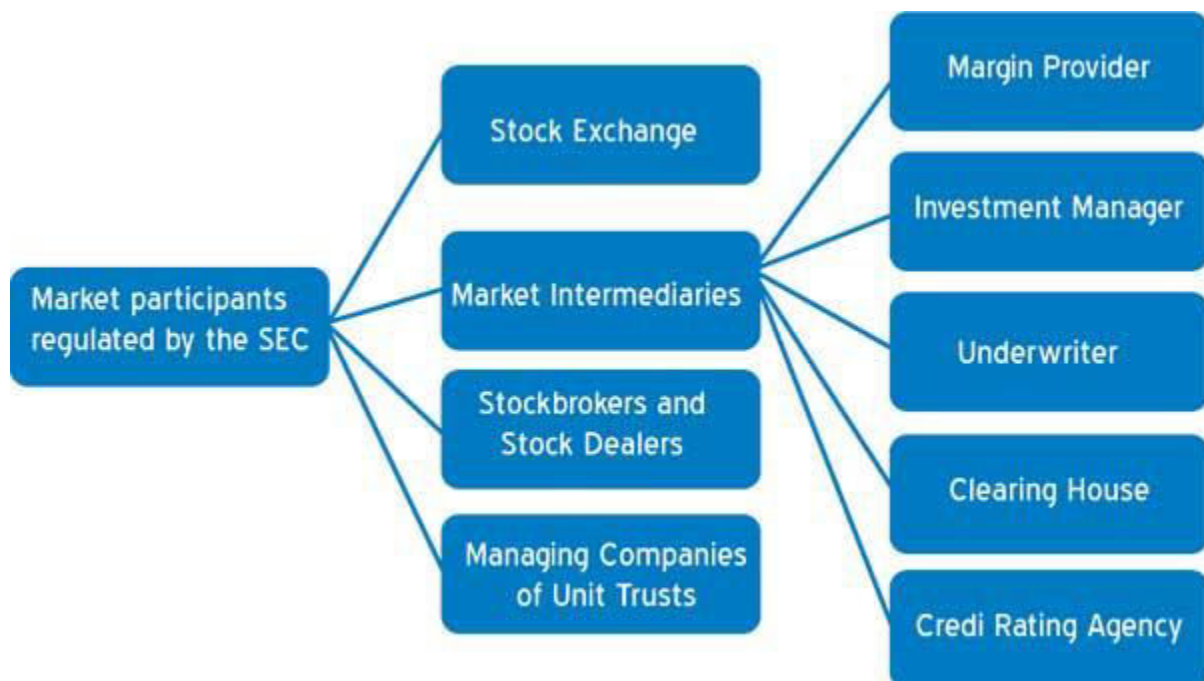 Market participants
regulated by the SEC
Stock Exchange
Market Intermediaries
Stockbrokers and
Stock Dealers
Managing Companies
of Unit Trusts
Margin Provider
Investment Manager
Underwriter
Clearing House
Credi Rating Agency